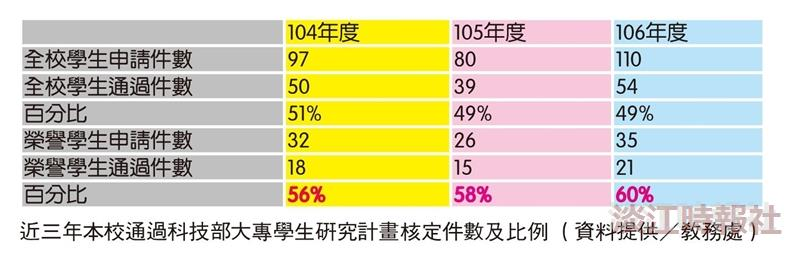 104年度 105年度 106年度
全校學生申請件數 97 80 110
全校學生通過件數 50 39 54
百分比 51% 49% 49%
榮譽學生申請件數 32 26 35
榮譽學生通過件數 18 15 21
百分比 56% 58% 60%
淡江時報社
近三年本校通過科技部大專學生研究計畫核定件數及比例（資料提供／教務處）